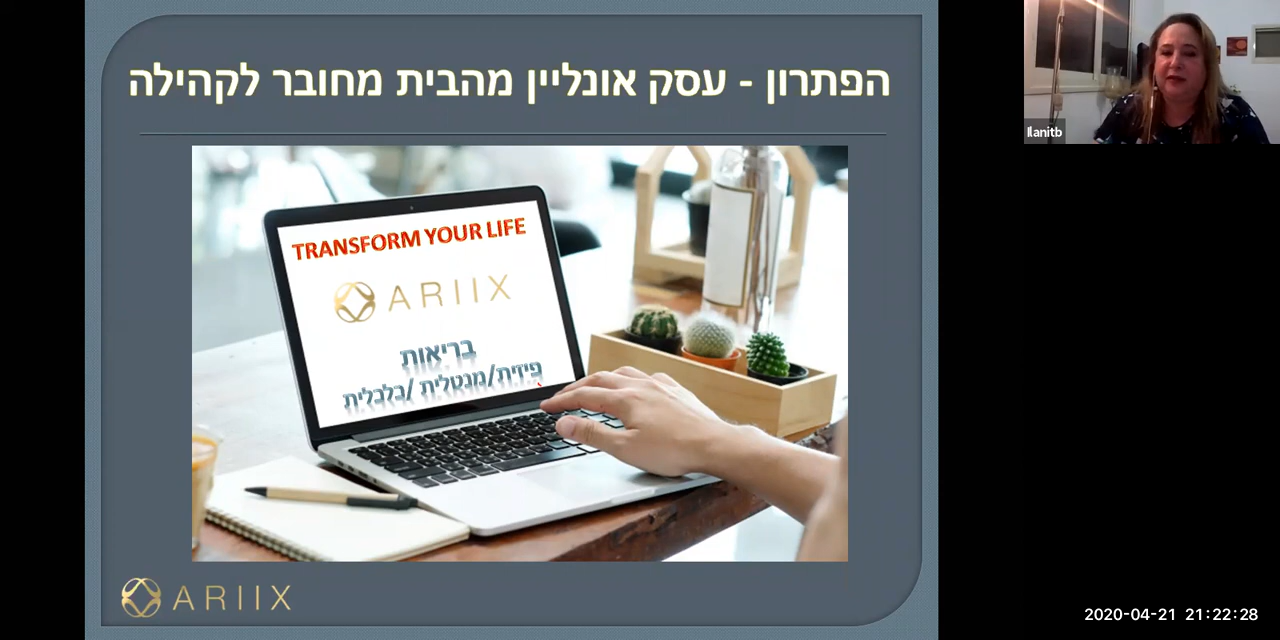 הפתרון - עסק אונליין מהבית מחובר לקהילה
TRANSFORM YOUR LIFE
ARIIX
בריאות
פיזית/מנטלית /כלכלית
ARIIX
Ilanitb
2020-04-21 21:22:28